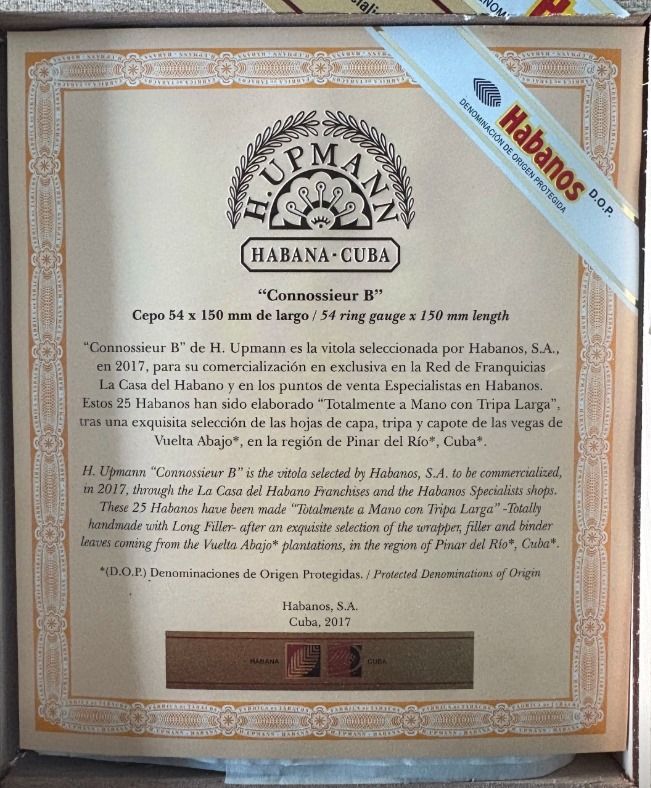 Habanos
DENOMINACIÓN DE ORIGEN PROTEGIDA
D.O.P.
H. UPMANN
HABANA-CUBA
“Connossieur B”
Cepo 54 x 150 mm de largo / 54 ring gauge x 150 mm length
“Connossieur B” de H. Upmann es la vitola seleccionada por Habanos, S.A.,
en 2017, para su comercialización en exclusiva en la Red de Franquicias
La Casa del Habano y en los puntos de venta Especialistas en Habanos.
Estos 25 Habanos han sido elaborado “Totalmente a Mano con Tripa Larga”,
tras una exquisita selección de las hojas de capa, tripa y capote de las vegas de
Vuelta Abajo*, en la región de Pinar del Río*, Cuba*.
H. Upmann “Connossieur B” is the vitola selected by Habanos, S.A. to be commercialized,
in 2017, through the La Casa del Habano Franchises and the Habanos Specialists shops.
These 25 Habanos have been made “Totalmente a Mano con Tripa Larga” -Totally
handmade with Long Filler- after an exquisite selection of the wrapper, filler and binder
leaves coming from the Vuelta Abajo* plantations, in the region of Pinar del Río*, Cuba*.
*(D.O.P.) Denominaciones de Origen Protegidas. / Protected Denominations of Origin
Habanos, S.A.
Cuba, 2017
HABANA CUBA